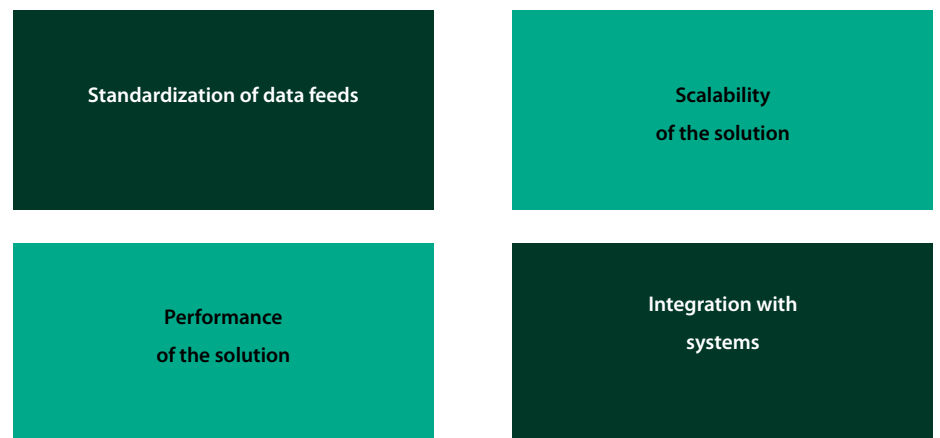 Standardization of data feeds
Scalability
of the solution
Performance
of the solution
Integration with
systems